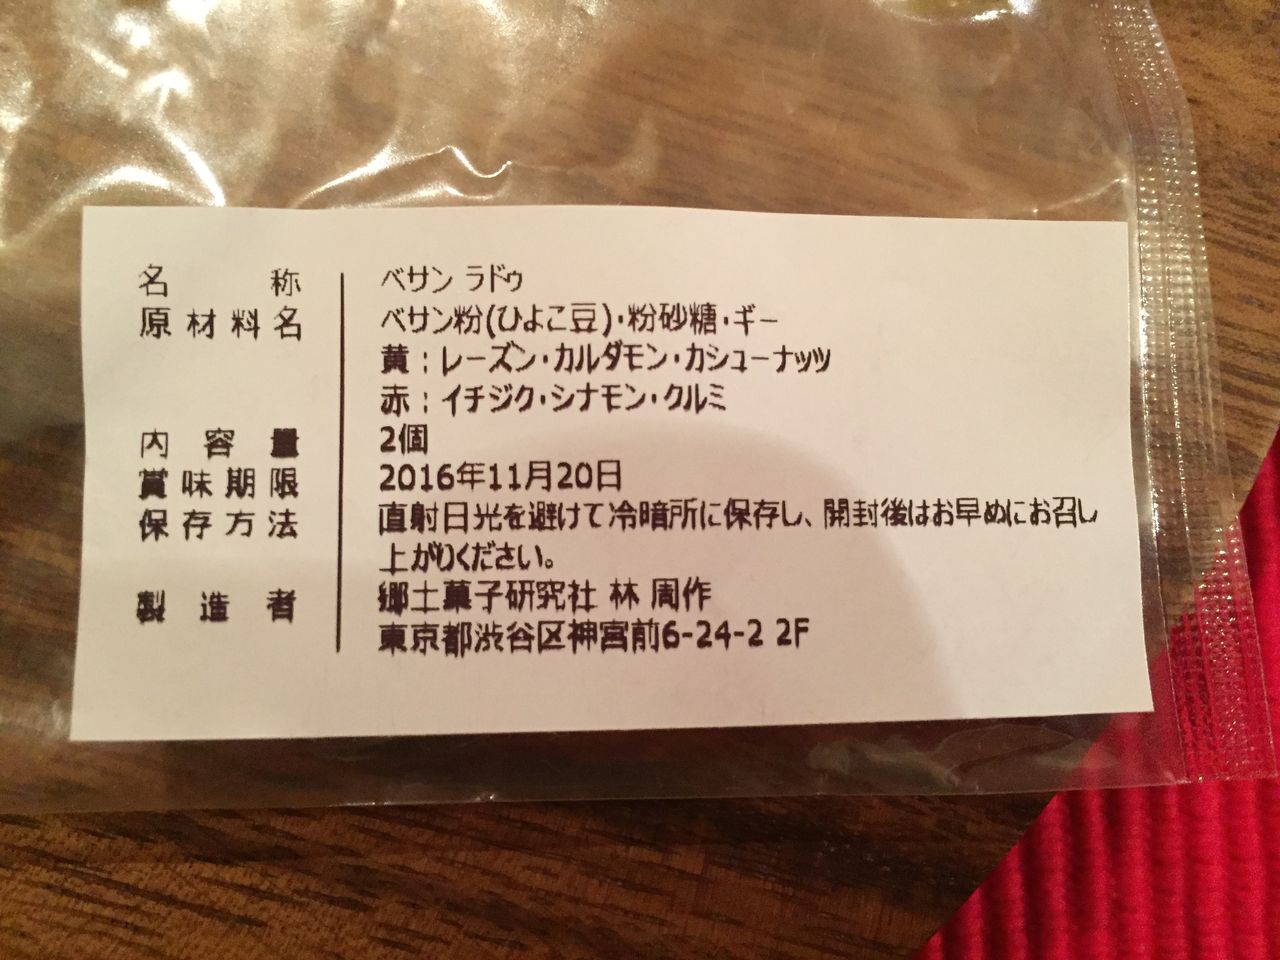 名称 ベサン ラドゥ
原材料名 ベサン粉(ひよこ豆)・粉砂糖・ギー
黄：レーズン・カルダモン・カシューナッツ
赤：イチジク・シナモン・クルミ
内容量 2個
賞味期限 2016年11月20日
保存方法 直射日光を避けて冷暗所に保存し、開封後はお早めにお召し
上がりください。
製造者 郷土菓子研究社 林 周作
東京都渋谷区神宮前6-24-2 2F